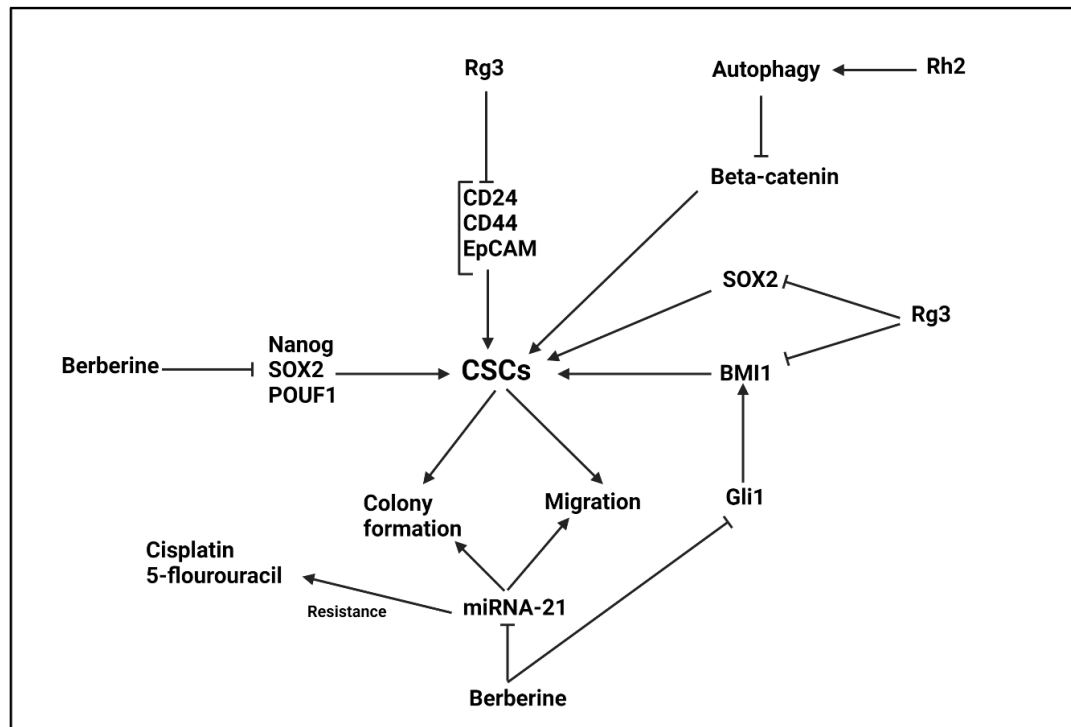 Rg3
Autophagy
Rh2
Beta-catenin
CD24
CD44
EpCAM
SOX2
Rg3
Berberine
Nanog
SOX2
POUF1
CSCs
BMI1
Gli1
Colony
formation
Migration
Cisplatin
5-flourouracil
Resistance
miRNA-21
Berberine